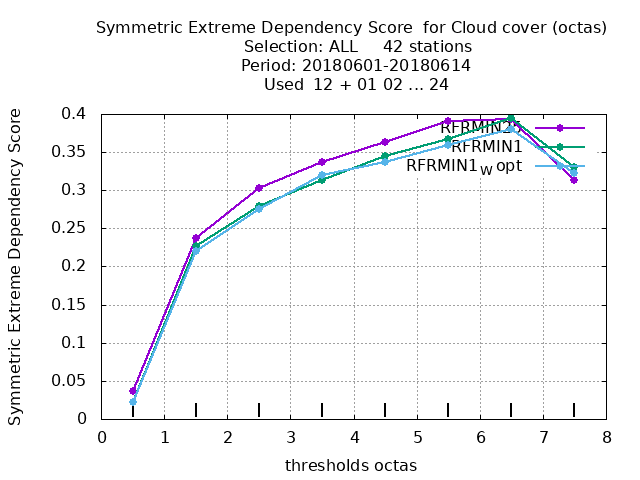 Symmetric Extreme Dependency Score  for Cloud cover (octas)
Selection: ALL     42 stations
Period: 20180601-20180614
Used  12 + 01 02 ... 24
Symmetric Extreme Dependency Score
0.4
0.35
0.3
0.25
0.2
0.15
0.1
0.05
0
RFRMIN1
RFRMIN1W opt
0 1 2 3 4 5 6 7 8
thresholds octas